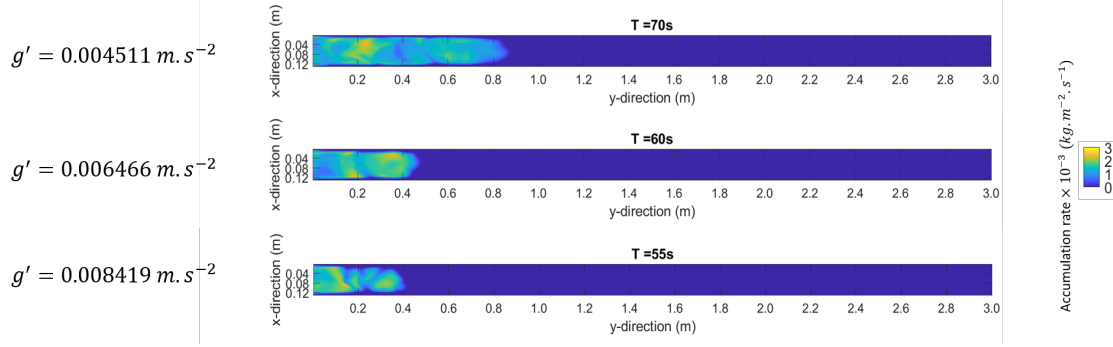 T =70s
g′ = 0.004511 m.s⁻²
x-direction (m)
0.04
0.08
0.12
0.2 0.4 0.6 0.8 1.0 1.2 1.4 1.6 1.8 2.0 2.2 2.4 2.6 2.8 3.0
y-direction (m)
T =60s
g′ = 0.006466 m.s⁻²
x-direction (m)
0.04
0.08
0.12
0.2 0.4 0.6 0.8 1.0 1.2 1.4 1.6 1.8 2.0 2.2 2.4 2.6 2.8 3.0
y-direction (m)
T =55s
g′ = 0.008419 m.s⁻²
x-direction (m)
0.04
0.08
0.12
0.2 0.4 0.6 0.8 1.0 1.2 1.4 1.6 1.8 2.0 2.2 2.4 2.6 2.8 3.0
y-direction (m)
Accumulation rate × 10⁻³ (kg.m⁻².s⁻¹)
3
2
1
0